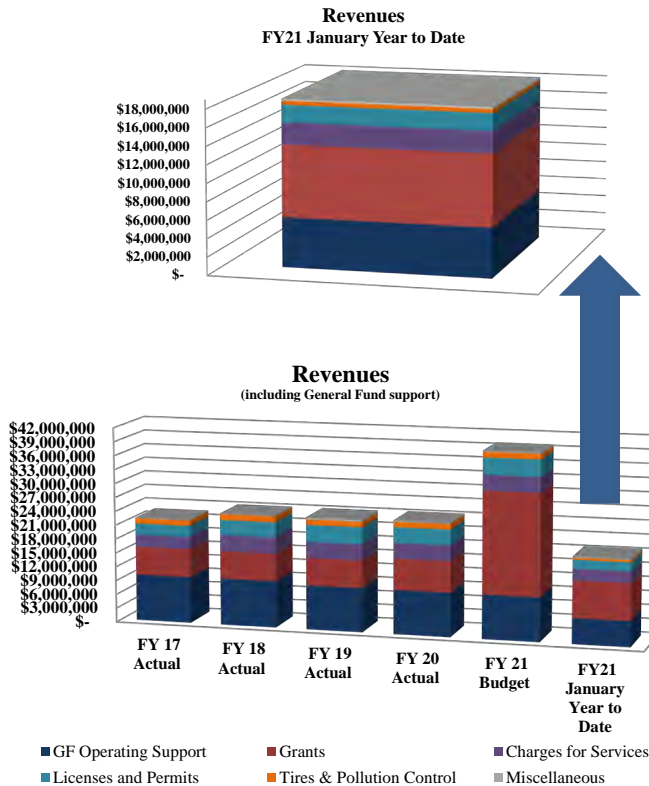 Revenues
FY21 January Year to Date
$18,000,000
$16,000,000
$14,000,000
$12,000,000
$10,000,000
$8,000,000
$6,000,000
$4,000,000
$2,000,000
$-
Revenues
(including General Fund support)
$42,000,000
$39,000,000
$36,000,000
$33,000,000
$30,000,000
$27,000,000
$24,000,000
$21,000,000
$18,000,000
$15,000,000
$12,000,000
$9,000,000
$6,000,000
$3,000,000
$-
FY 17
Actual
FY 18
Actual
FY 19
Actual
FY 20
Actual
FY 21
Budget
FY21
January
Year to
Date
GF Operating Support
Grants
Charges for Services
Licenses and Permits
Tires & Pollution Control
Miscellaneous